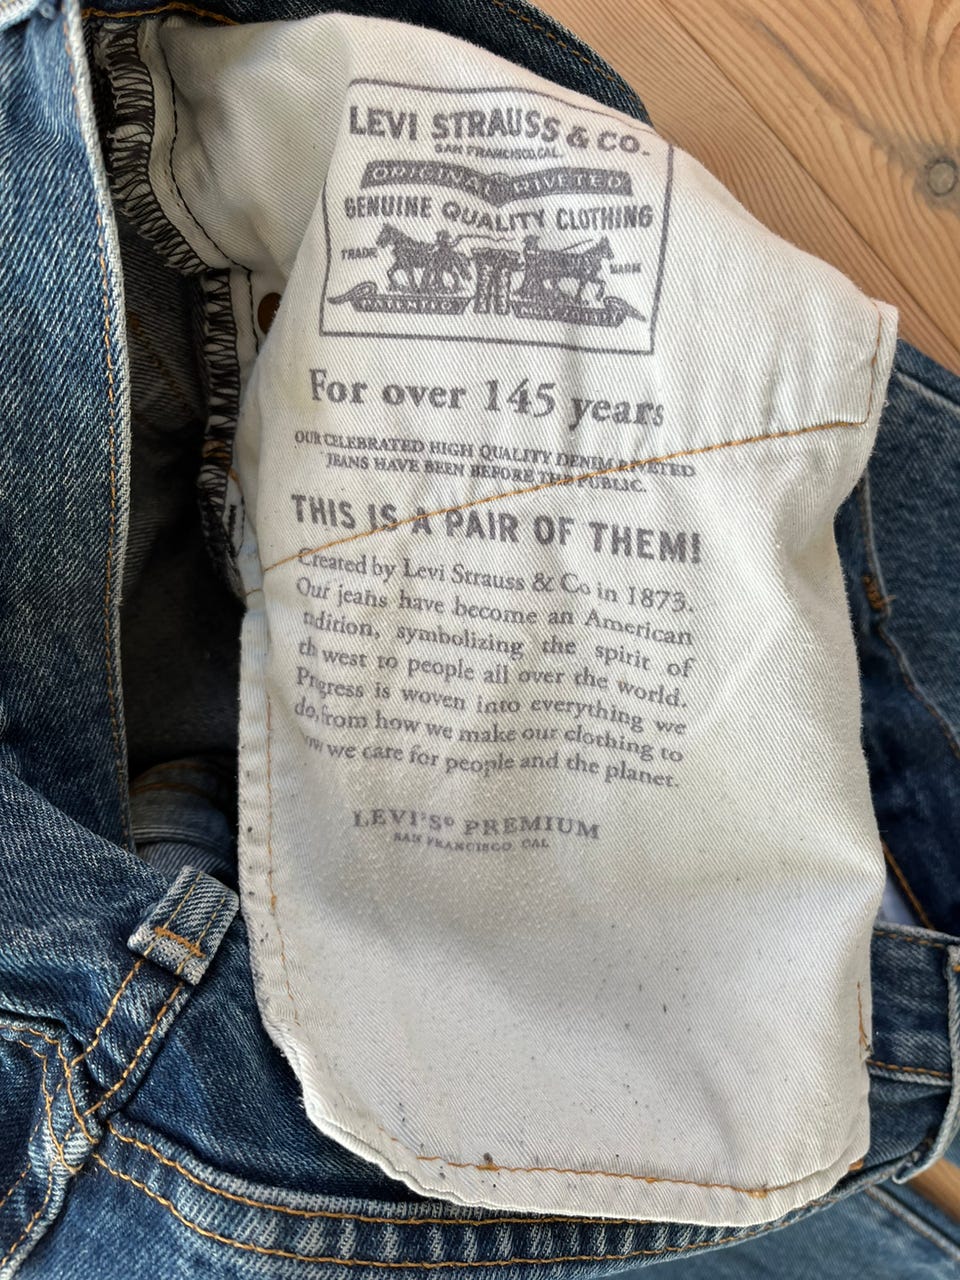 LEVI STRAUSS & CO.
SAN FRANCISCO, CAL.
ORIGINAL RIVETED
GENUINE QUALITY CLOTHING
TRADE MARK
For over 145 years
OUR CELEBRATED HIGH QUALITY DENIM RIVETED
JEANS HAVE BEEN BEFORE THE PUBLIC.
THIS IS A PAIR OF THEM!
Created by Levi Strauss & Co in 1873.
Our jeans have become an American
adition, symbolizing the spirit of
th west to people all over the world.
Progress is woven into everything we
do, from how we make our clothing to
ow we care for people and the planet.
LEVI'S® PREMIUM
SAN FRANCISCO, CAL